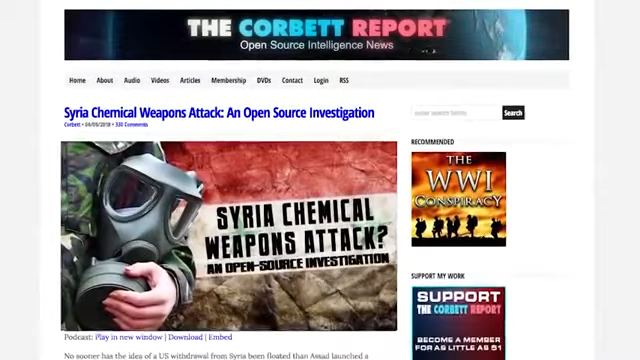 THE CORBETT REPORT
Open Source Intelligence News
Home About Audio Videos Articles Membership DVDs Contact Login RSS
Syria Chemical Weapons Attack: An Open Source Investigation
Corbett • 04/09/2018 • 330 Comments
Search
SYRIA CHEMICAL
WEAPONS ATTACK?
AN OPEN-SOURCE INVESTIGATION
Podcast: Play in new window | Download | Embed
No sooner has the idea of a US withdrawal from Syria been floated than Assad launched a
RECOMMENDED
THE
WWI
CONSPIRACY
SUPPORT MY WORK
SUPPORT
THE CORBETT REPORT
BECOME A MEMBER
FOR AS LITTLE AS $1